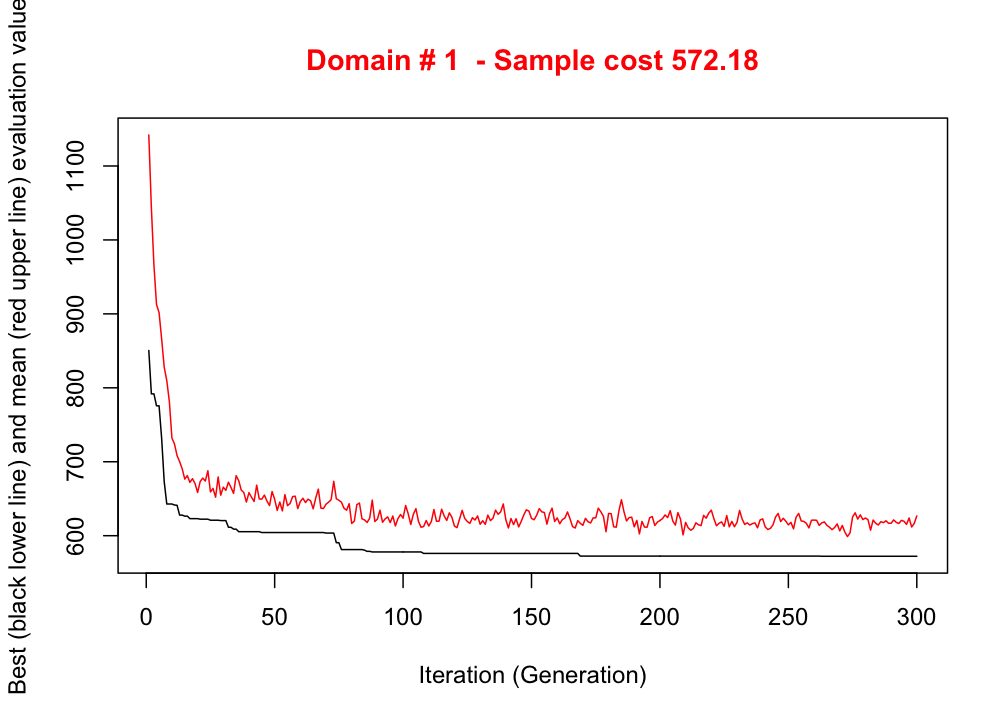 Domain # 1  - Sample cost 572.18
Best (black lower line) and mean (red upper line) evaluation value
1100
1000
900
800
700
600
0 50 100 150 200 250 300
Iteration (Generation)